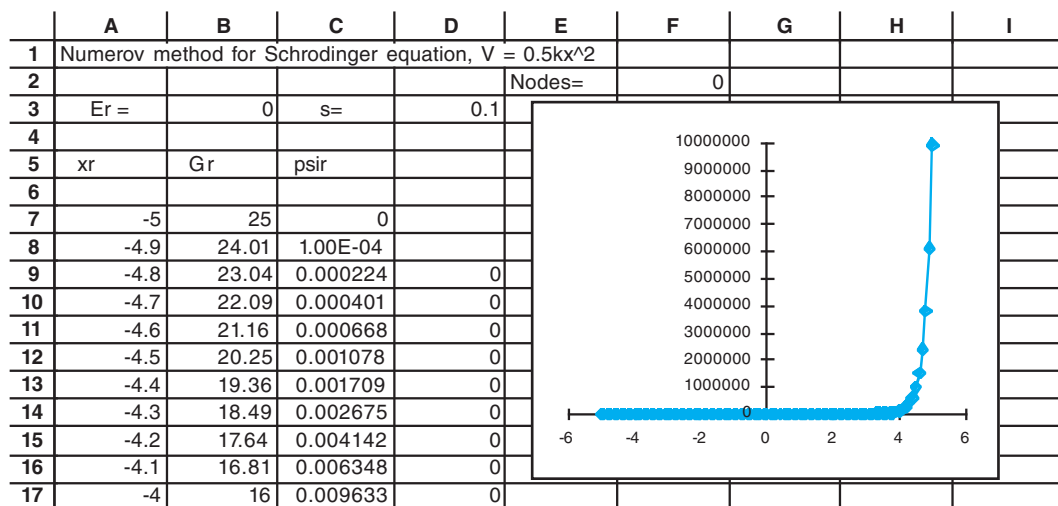 A B C D E F G H I
1 Numerov method for Schrodinger equation, V = 0.5kx^2
2 Nodes= 0
3 Er = 0 s= 0.1
4
5 xr Gr psir
6
7 -5 25 0
8 -4.9 24.01 1.00E-04
9 -4.8 23.04 0.000224 0
10 -4.7 22.09 0.000401 0
11 -4.6 21.16 0.000668 0
12 -4.5 20.25 0.001078 0
13 -4.4 19.36 0.001709 0
14 -4.3 18.49 0.002675 0
15 -4.2 17.64 0.004142 0
16 -4.1 16.81 0.006348 0
17 -4 16 0.009633 0
10000000
9000000
8000000
7000000
6000000
5000000
4000000
3000000
2000000
1000000
0
-6 -4 -2 0 2 4 6